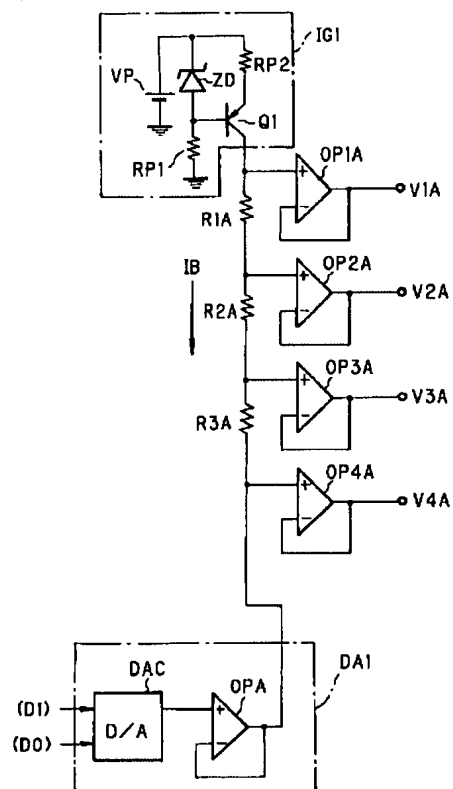 IG1
VP
ZD
RP2
Q1
RP1
OP1A
+
-
V1A
R1A
IB
OP2A
+
-
V2A
R2A
OP3A
+
-
V3A
R3A
OP4A
+
-
V4A
DA1
DAC
OPA
(D1)
D/A
+
(D0)
-